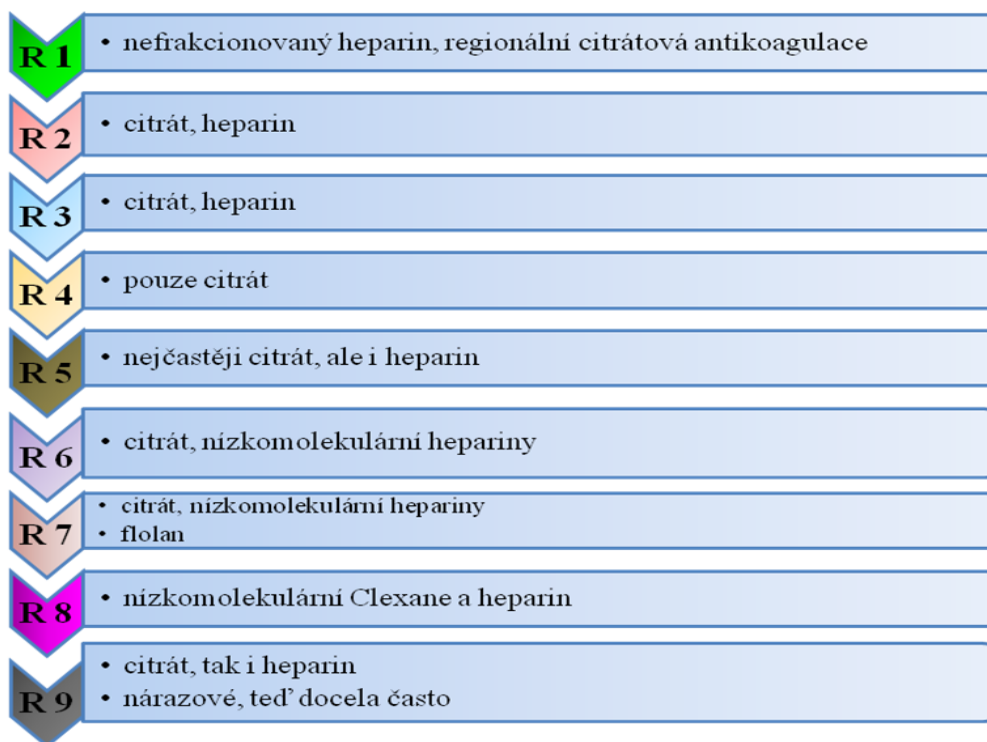 R 1
• nefrakcionovaný heparin, regionální citrátová antikoagulace
R 2
• citrát, heparin
R 3
• citrát, heparin
R 4
• pouze citrát
R 5
• nejčastěji citrát, ale i heparin
R 6
• citrát, nízkomolekulární hepariny
R 7
• citrát, nízkomolekulární hepariny
• flolan
R 8
• nízkomolekulární Clexane a heparin
R 9
• citrát, tak i heparin
• nárazové, teď docela často